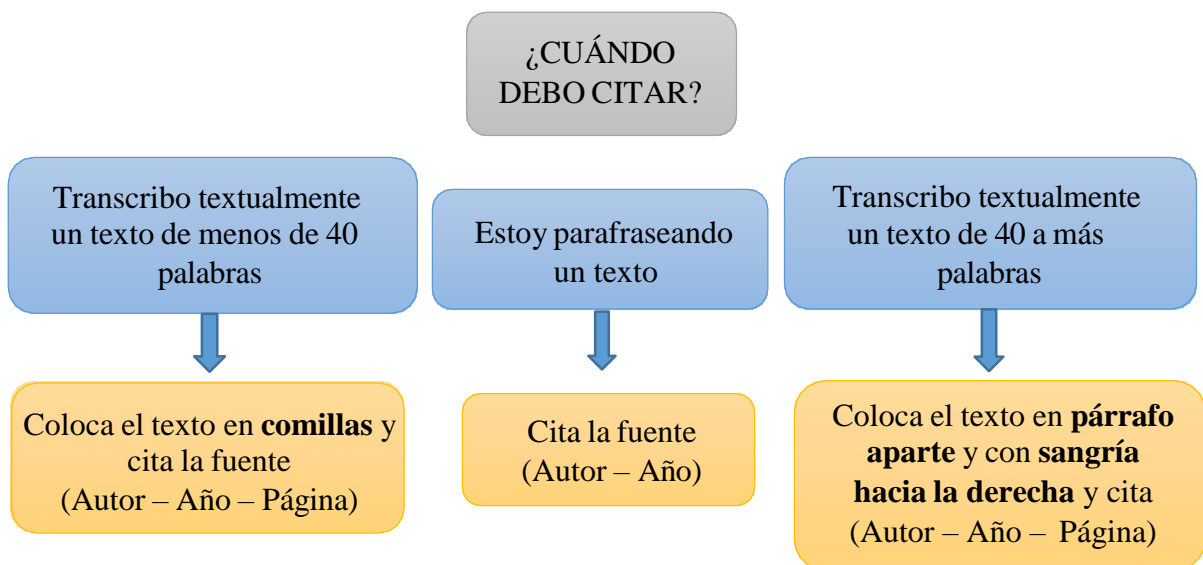 ¿CUÁNDO
DEBO CITAR?
Transcribo textualmente
un texto de menos de 40
palabras
Coloca el texto en comillas y
cita la fuente
(Autor – Año – Página)
Estoy parafraseando
un texto
Cita la fuente
(Autor – Año)
Transcribo textualmente
un texto de 40 a más
palabras
Coloca el texto en párrafo
aparte y con sangría
hacia la derecha y cita
(Autor – Año – Página)